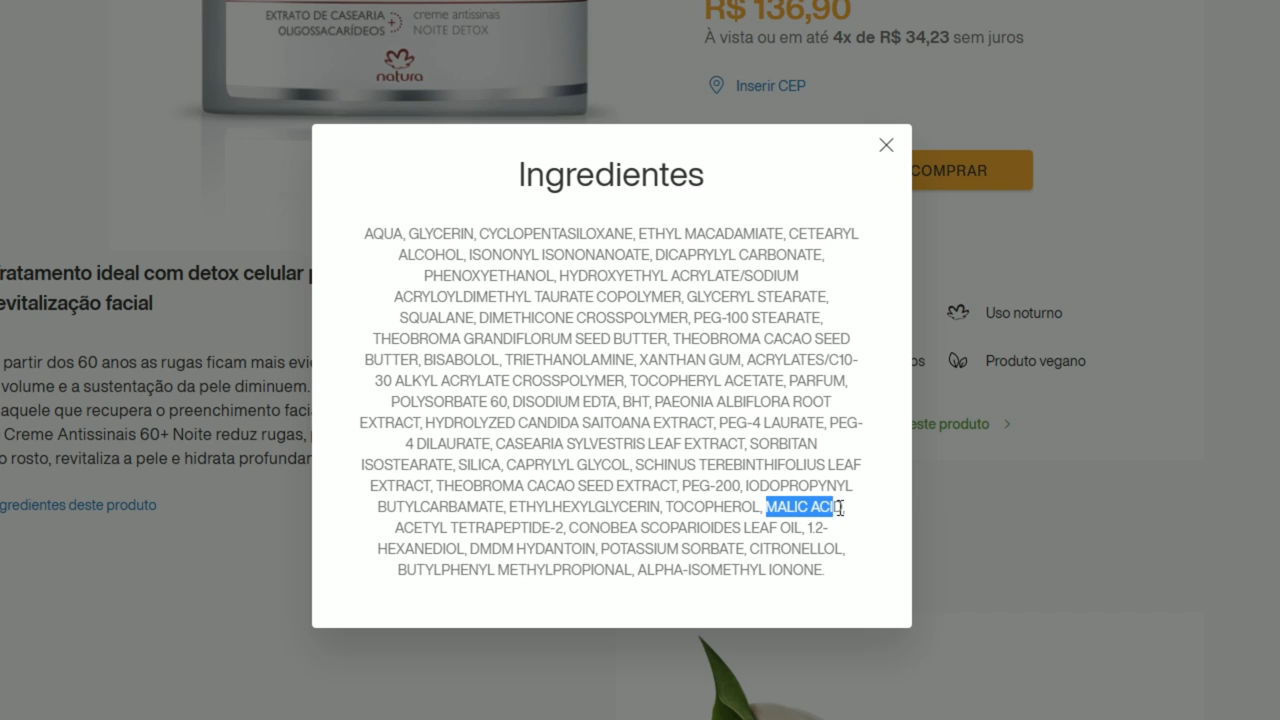 EXTRATO DE CASEARIA
OLIGOSSACARÍDEOS
creme antissinais
NOITE DETOX
natura
R$ 136,90
À vista ou em até 4x de R$ 34,23 sem juros
Inserir CEP
COMPRAR
Ingredientes
AQUA, GLYCERIN, CYCLOPENTASILOXANE, ETHYL MACADAMIATE, CETEARYL
ALCOHOL, ISONONYL ISONONANOATE, DICAPRYLYL CARBONATE,
PHENOXYETHANOL, HYDROXYETHYL ACRYLATE/SODIUM
ACRYLOYLDIMETHYL TAURATE COPOLYMER, GLYCERYL STEARATE,
SQUALANE, DIMETHICONE CROSSPOLYMER, PEG-100 STEARATE,
THEOBROMA GRANDIFLORUM SEED BUTTER, THEOBROMA CACAO SEED
BUTTER, BISABOLOL, TRIETHANOLAMINE, XANTHAN GUM, ACRYLATES/C10-
30 ALKYL ACRYLATE CROSSPOLYMER, TOCOPHERYL ACETATE, PARFUM,
POLYSORBATE 60, DISODIUM EDTA, BHT, PAEONIA ALBIFLORA ROOT
EXTRACT, HYDROLYZED CANDIDA SAITOANA EXTRACT, PEG-4 LAURATE, PEG-
4 DILAURATE, CASEARIA SYLVESTRIS LEAF EXTRACT, SORBITAN
ISOSTEARATE, SILICA, CAPRYLYL GLYCOL, SCHINUS TEREBINTHIFOLIUS LEAF
EXTRACT, THEOBROMA CACAO SEED EXTRACT, PEG-200, IODOPROPYNYL
BUTYLCARBAMATE, ETHYLHEXYLGLYCERIN, TOCOPHEROL, MALIC ACID,
ACETYL TETRAPEPTIDE-2, CONOBEA SCOPARIOIDES LEAF OIL, 1.2-
HEXANEDIOL, DMDM HYDANTOIN, POTASSIUM SORBATE, CITRONELLOL,
BUTYLPHENYL METHYLPROPIONAL, ALPHA-ISOMETHYL IONONE.
ratamento ideal com detox celular
evitalização facial
partir dos 60 anos as rugas ficam mais
volume e a sustentação da pele diminuem.
aquele que recupera o preenchimento
Creme Antissinais 60+ Noite reduz rugas,
o rosto, revitaliza a pele e hidrata
gredientes deste produto
Uso noturno
os
Produto vegano
este produto